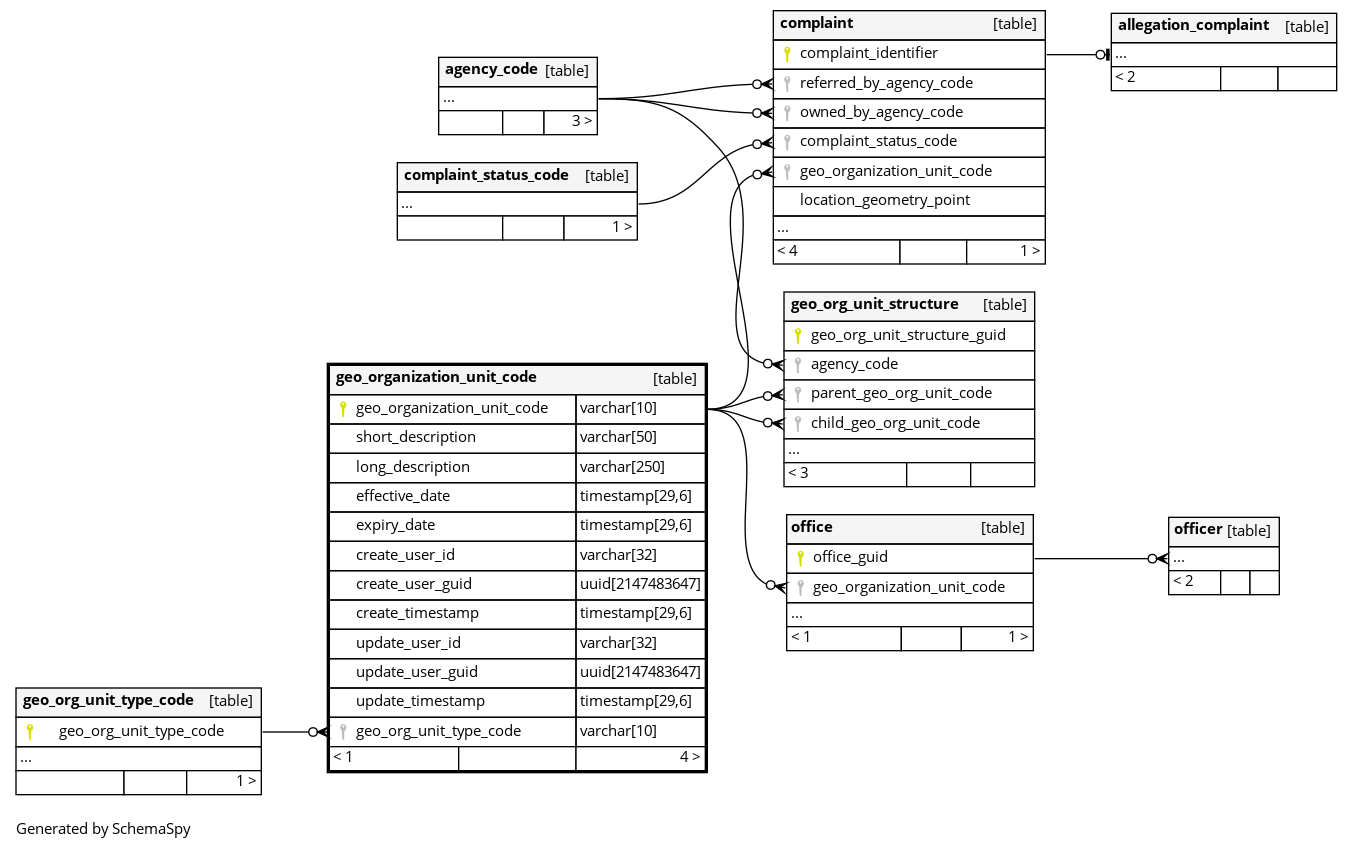 complaint [table]
complaint_identifier
referred_by_agency_code
owned_by_agency_code
complaint_status_code
geo_organization_unit_code
location_geometry_point
...
< 4 1 >
allegation_complaint [table]
...
< 2
agency_code [table]
...
3 >
complaint_status_code [table]
...
1 >
geo_org_unit_structure [table]
geo_org_unit_structure_guid
agency_code
parent_geo_org_unit_code
child_geo_org_unit_code
...
< 3
geo_organization_unit_code [table]
geo_organization_unit_code varchar[10]
short_description varchar[50]
long_description varchar[250]
effective_date timestamp[29,6]
expiry_date timestamp[29,6]
create_user_id varchar[32]
create_user_guid uuid[2147483647]
create_timestamp timestamp[29,6]
update_user_id varchar[32]
update_user_guid uuid[2147483647]
update_timestamp timestamp[29,6]
geo_org_unit_type_code varchar[10]
< 1 4 >
office [table]
office_guid
geo_organization_unit_code
...
< 1 1 >
officer [table]
...
< 2
geo_org_unit_type_code [table]
geo_org_unit_type_code
...
1 >
Generated by SchemaSpy